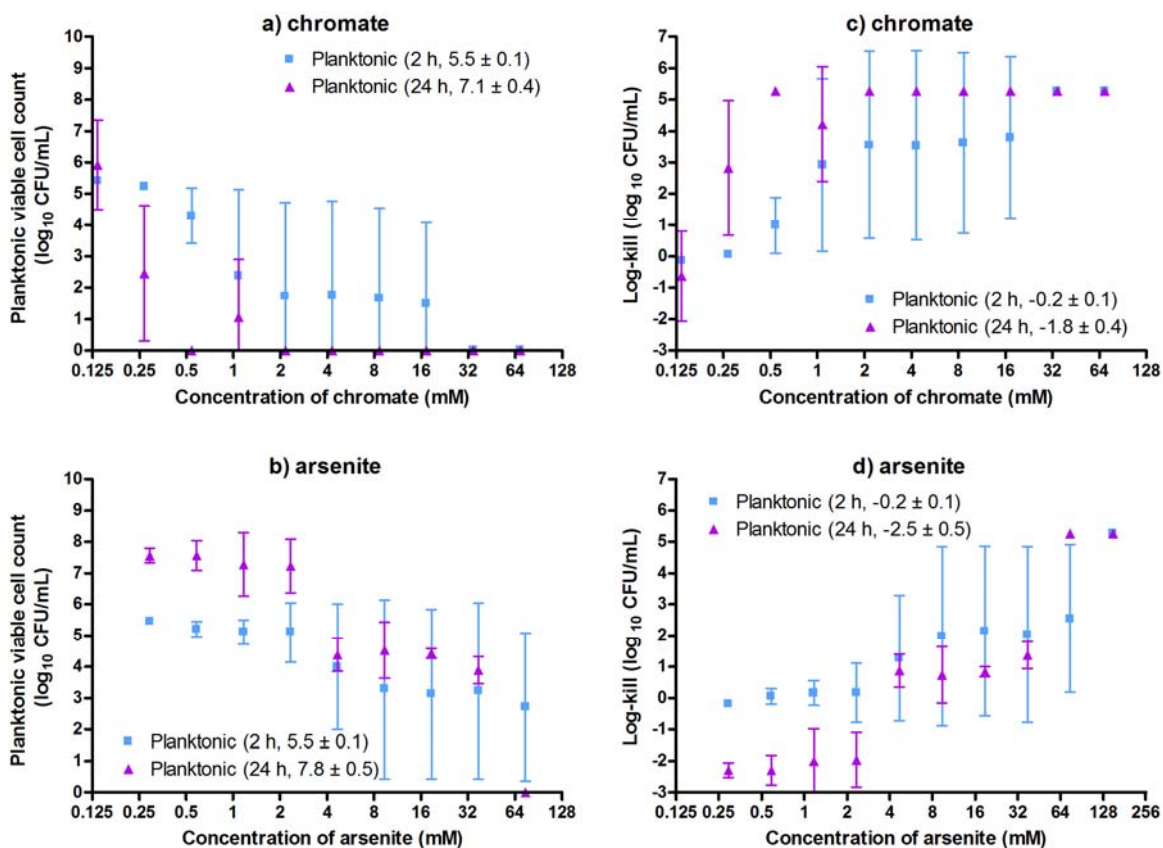 a) chromate
Planktonic viable cell count
(log10 CFU/mL)
10
9
8
7
6
5
4
3
2
1
0
Planktonic (2 h, 5.5 ± 0.1)
Planktonic (24 h, 7.1 ± 0.4)
0.125 0.25 0.5 1 2 4 8 16 32 64 128
Concentration of chromate (mM)
c) chromate
Log-kill (log 10 CFU/mL)
7
6
5
4
3
2
1
0
-1
-2
-3
Planktonic (2 h, -0.2 ± 0.1)
Planktonic (24 h, -1.8 ± 0.4)
0.125 0.25 0.5 1 2 4 8 16 32 64 128
Concentration of chromate (mM)
b) arsenite
Planktonic viable cell count
(log10 CFU/mL)
10
9
8
7
6
5
4
3
2
1
0
Planktonic (2 h, 5.5 ± 0.1)
Planktonic (24 h, 7.8 ± 0.5)
0.125 0.25 0.5 1 2 4 8 16 32 64 128
Concentration of arsenite (mM)
d) arsenite
Log-kill (log 10 CFU/mL)
7
6
5
4
3
2
1
0
-1
-2
-3
Planktonic (2 h, -0.2 ± 0.1)
Planktonic (24 h, -2.5 ± 0.5)
0.125 0.25 0.5 1 2 4 8 16 32 64 128 256
Concentration of arsenite (mM)